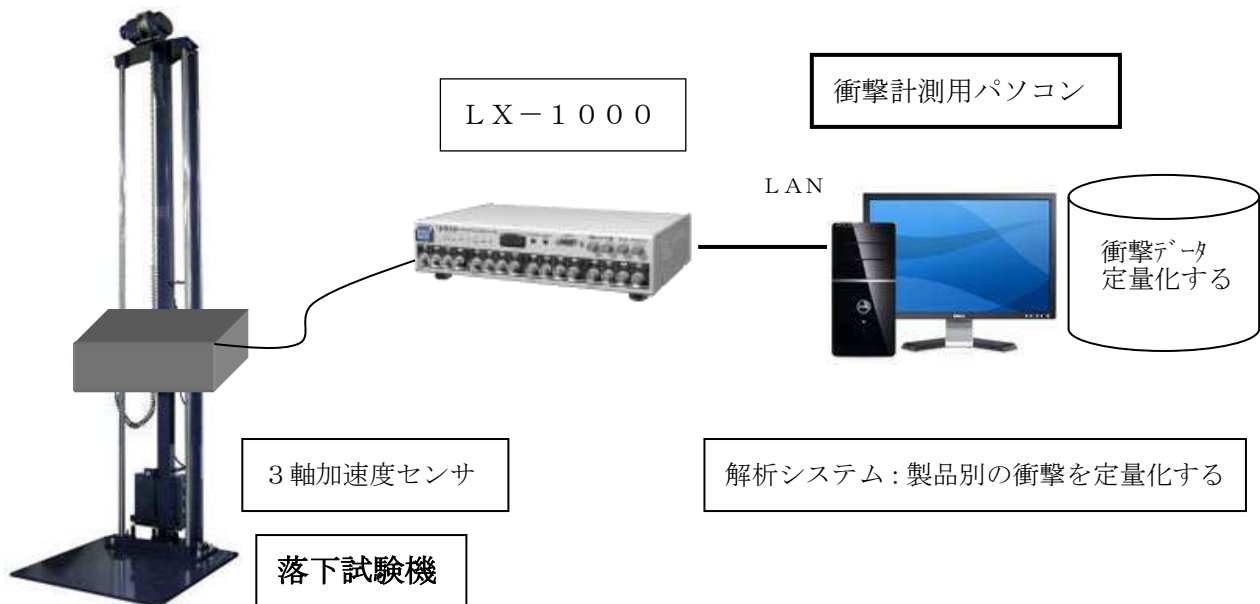 LX-1000
衝撃計測用パソコン
LAN
衝撃ﾃﾞｰﾀ
定量化する
3軸加速度センサ
解析システム:製品別の衝撃を定量化する
落下試験機